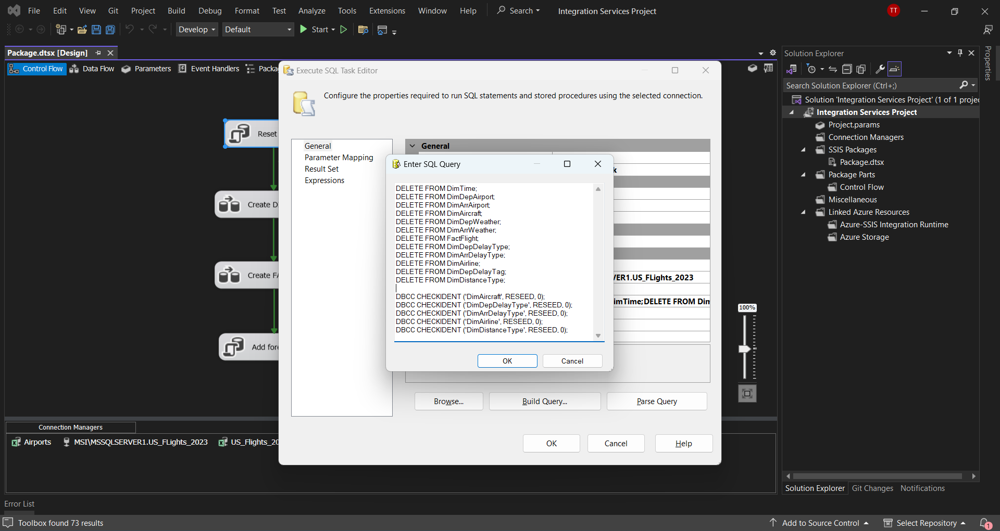 File Edit View Git Project Build Debug Format Test Analyze Tools Extensions Window Help Search Integration Services Project TT
Develop Default Start
Package.dtsx [Design]
Control Flow Data Flow Parameters Event Handlers Packa
Execute SQL Task Editor
Configure the properties required to run SQL statements and stored procedures using the selected connection.
General
Parameter Mapping
Result Set
Expressions
General
k
VER1.US_FLights_2023
imTime;DELETE FROM Dim
Enter SQL Query
DELETE FROM DimTime;
DELETE FROM DimDepAirport;
DELETE FROM DimArrAirport;
DELETE FROM DimAircraft;
DELETE FROM DimDepWeather;
DELETE FROM DimArrWeather;
DELETE FROM FactFlight;
DELETE FROM DimDepDelayType;
DELETE FROM DimArrDelayType;
DELETE FROM DimAirline;
DELETE FROM DimDepDelayTag;
DELETE FROM DimDistanceType;
DBCC CHECKIDENT ('DimAircraft', RESEED, 0);
DBCC CHECKIDENT ('DimDepDelayType', RESEED, 0);
DBCC CHECKIDENT ('DimArrDelayType', RESEED, 0);
DBCC CHECKIDENT ('DimAirline', RESEED, 0);
DBCC CHECKIDENT ('DimDistanceType', RESEED, 0);
OK Cancel
Browse... Build Query... Parse Query
OK Cancel Help
Reset
Create D
Create FA
Add fore
100%
Connection Managers
Airports MSI\MSSQLSERVER1.US_FLights_2023 US_Flights_20
Solution Explorer
Search Solution Explorer (Ctrl+;)
Solution 'Integration Services Project' (1 of 1 projec
Integration Services Project
Project.params
Connection Managers
SSIS Packages
Package.dtsx
Package Parts
Control Flow
Miscellaneous
Linked Azure Resources
Azure-SSIS Integration Runtime
Azure Storage
Solution Explorer Git Changes Notifications
Properties
Error List
Toolbox found 73 results
Add to Source Control Select Repository 1